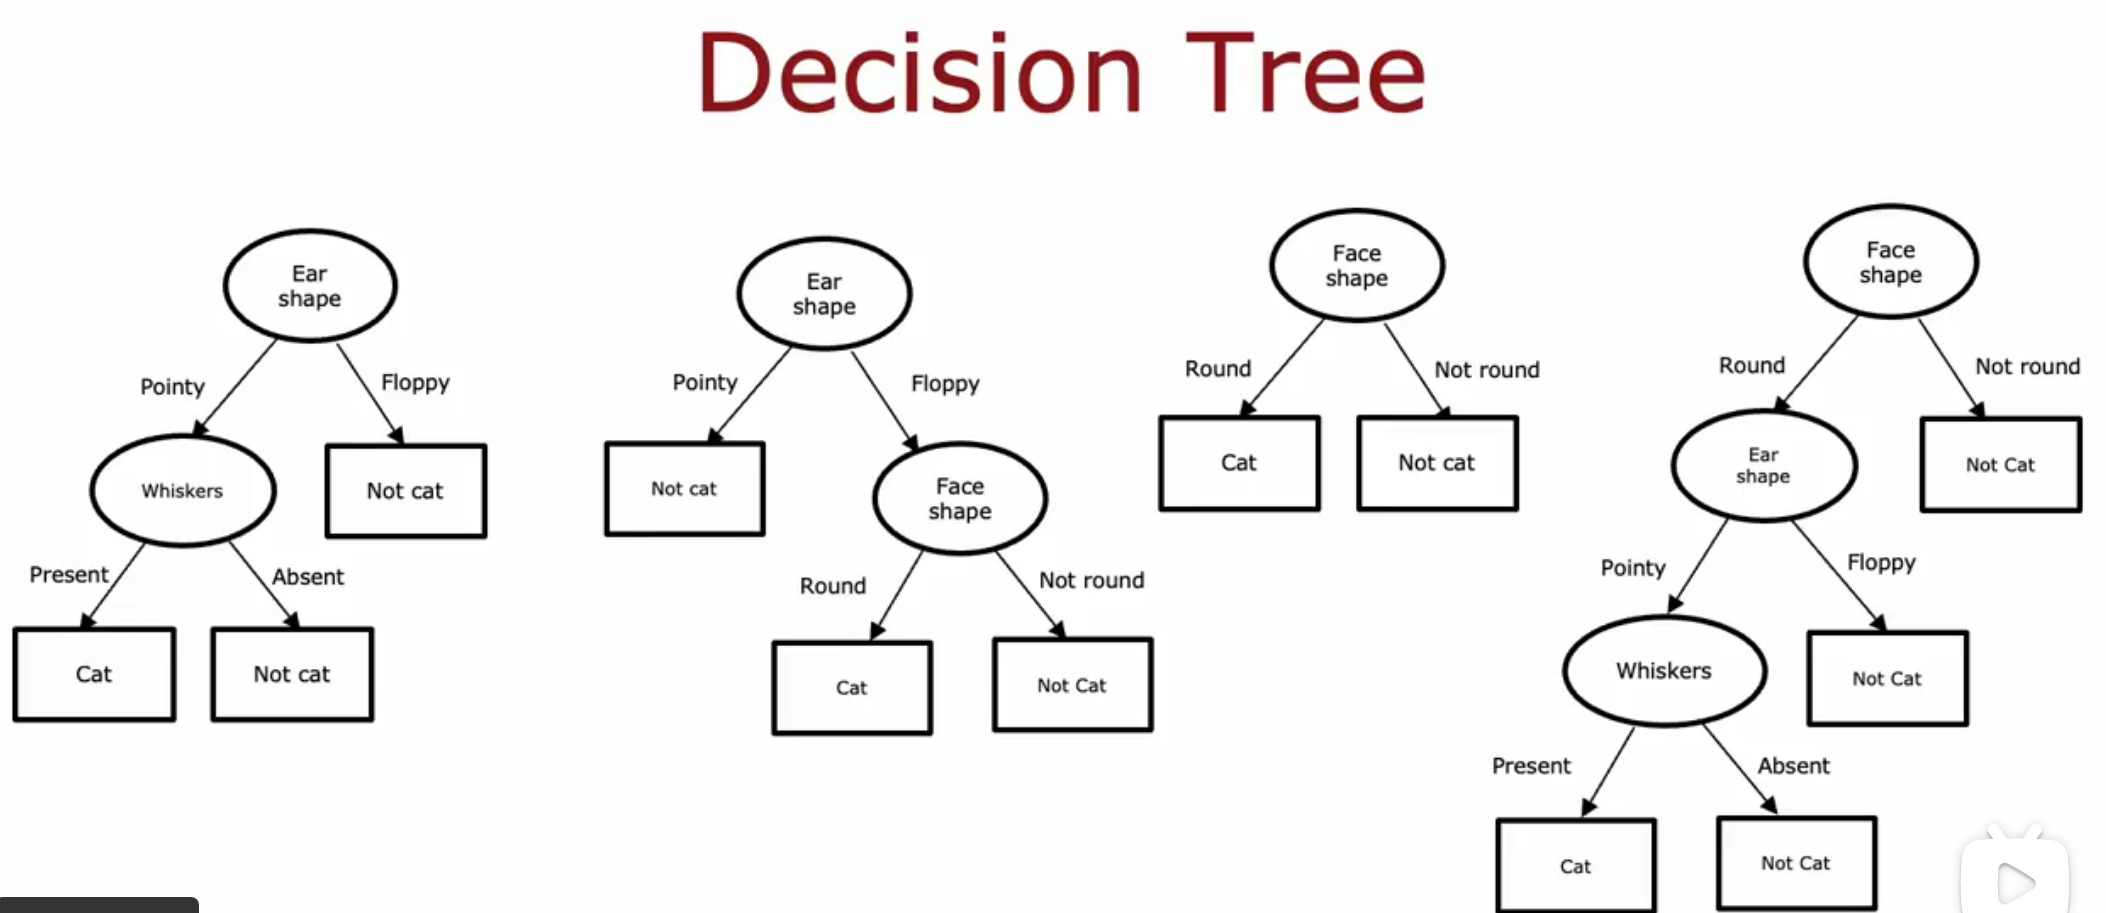 Decision Tree
Ear
shape
Pointy
Floppy
Whiskers
Not cat
Present
Absent
Cat
Not cat
Ear
shape
Pointy
Floppy
Not cat
Face
shape
Round
Not round
Cat
Not Cat
Face
shape
Round
Not round
Cat
Not cat
Face
shape
Round
Not round
Ear
shape
Not Cat
Pointy
Floppy
Whiskers
Not Cat
Present
Absent
Cat
Not Cat